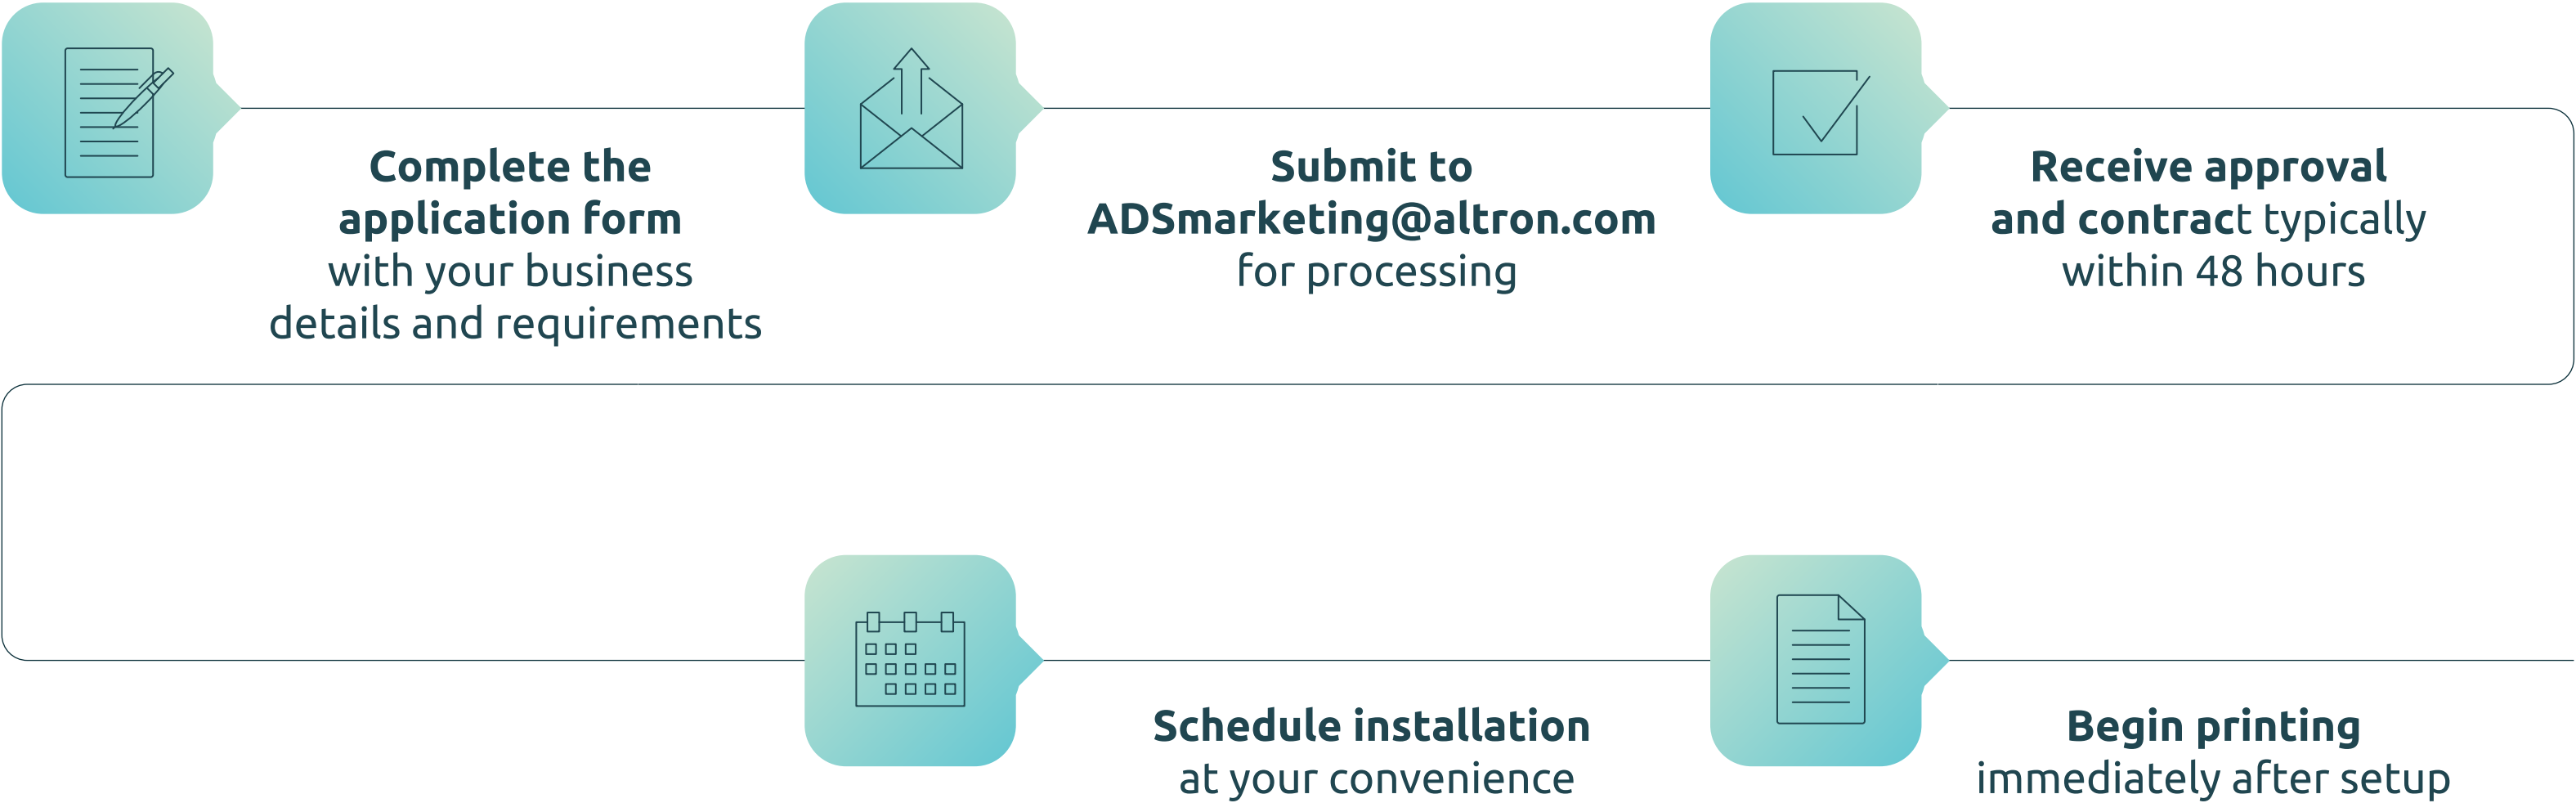 Complete the
application form
with your business
details and requirements
Submit to
ADSmarketing@altron.com
for processing
Receive approval
and contract typically
within 48 hours
Schedule installation
at your convenience
Begin printing
immediately after setup